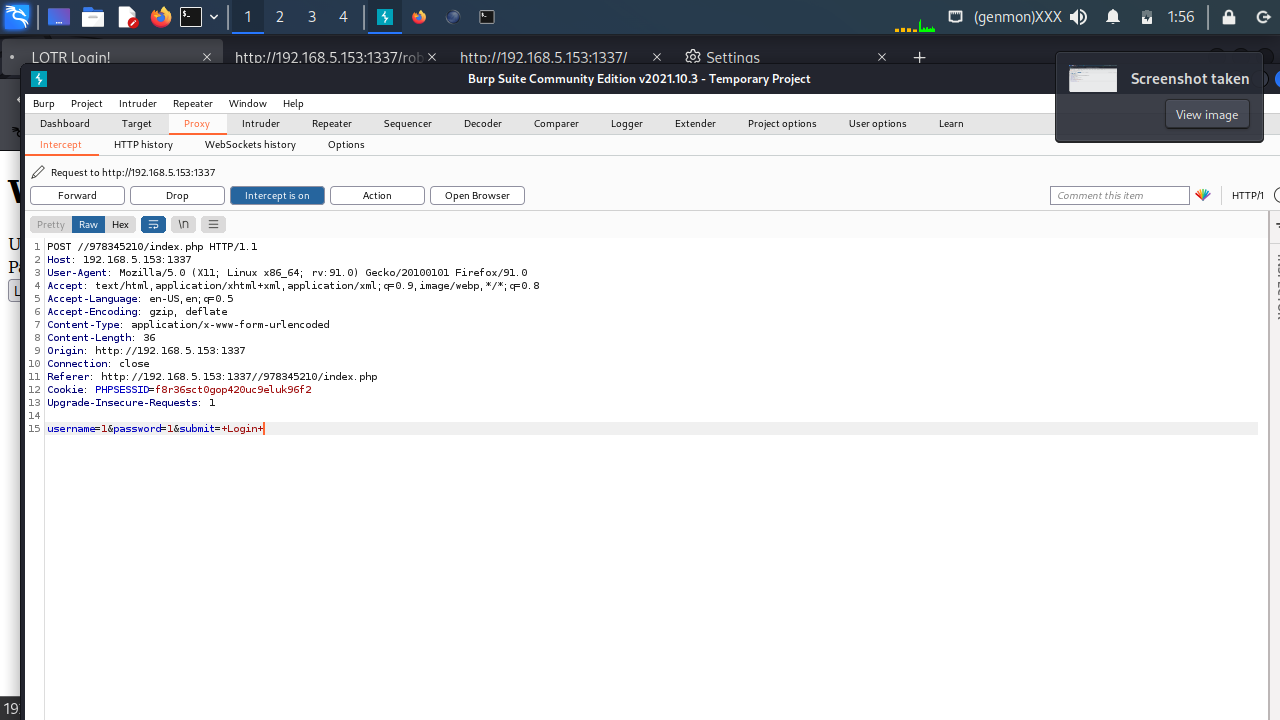 1 2 3 4 (genmon)XXX 1:56
LOTR Login! http://192.168.5.153:1337/rob http://192.168.5.153:1337/ Settings
Burp Suite Community Edition v2021.10.3 - Temporary Project
Screenshot taken
View image
Burp Project Intruder Repeater Window Help
Dashboard Target Proxy Intruder Repeater Sequencer Decoder Comparer Logger Extender Project options User options Learn
Intercept HTTP history WebSockets history Options
Request to http://192.168.5.153:1337
Forward Drop Intercept is on Action Open Browser Comment this item HTTP/1
Pretty Raw Hex \n
1 POST //978345210/index.php HTTP/1.1
2 Host: 192.168.5.153:1337
3 User-Agent: Mozilla/5.0 (X11; Linux x86_64; rv:91.0) Gecko/20100101 Firefox/91.0
4 Accept: text/html,application/xhtml+xml,application/xml;q=0.9,image/webp,*/*;q=0.8
5 Accept-Language: en-US,en;q=0.5
6 Accept-Encoding: gzip, deflate
7 Content-Type: application/x-www-form-urlencoded
8 Content-Length: 36
9 Origin: http://192.168.5.153:1337
10 Connection: close
11 Referer: http://192.168.5.153:1337//978345210/index.php
12 Cookie: PHPSESSID=f8r36sct0gop420uc9eluk96f2
13 Upgrade-Insecure-Requests: 1
14
15 username=1&password=1&submit=+Login+